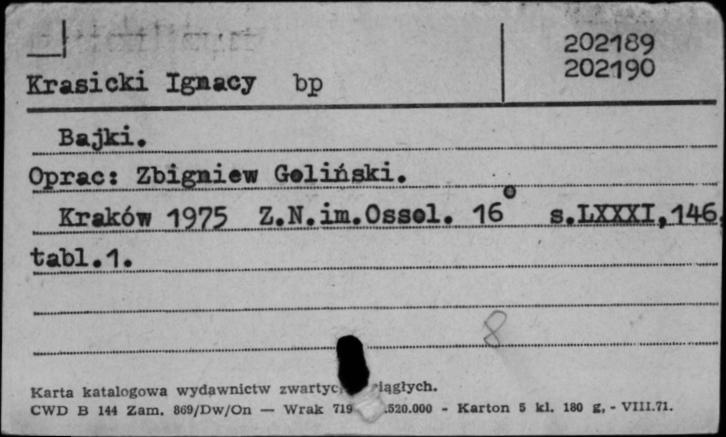 202189
202190
Krasicki Ignacy bp
Bajki.
Oprac: Zbigniew Goliński.
Kraków 1975 Z.N.im.Ossol. 16° s.LXXXI,146,
tabl.1.
8
Karta katalogowa wydawnictw zwartyc iągłych.
CWD B 144 Zam. 869/Dw/On — Wrak 719 .520.000 - Karton 5 kl. 180 g. - VIII.71.